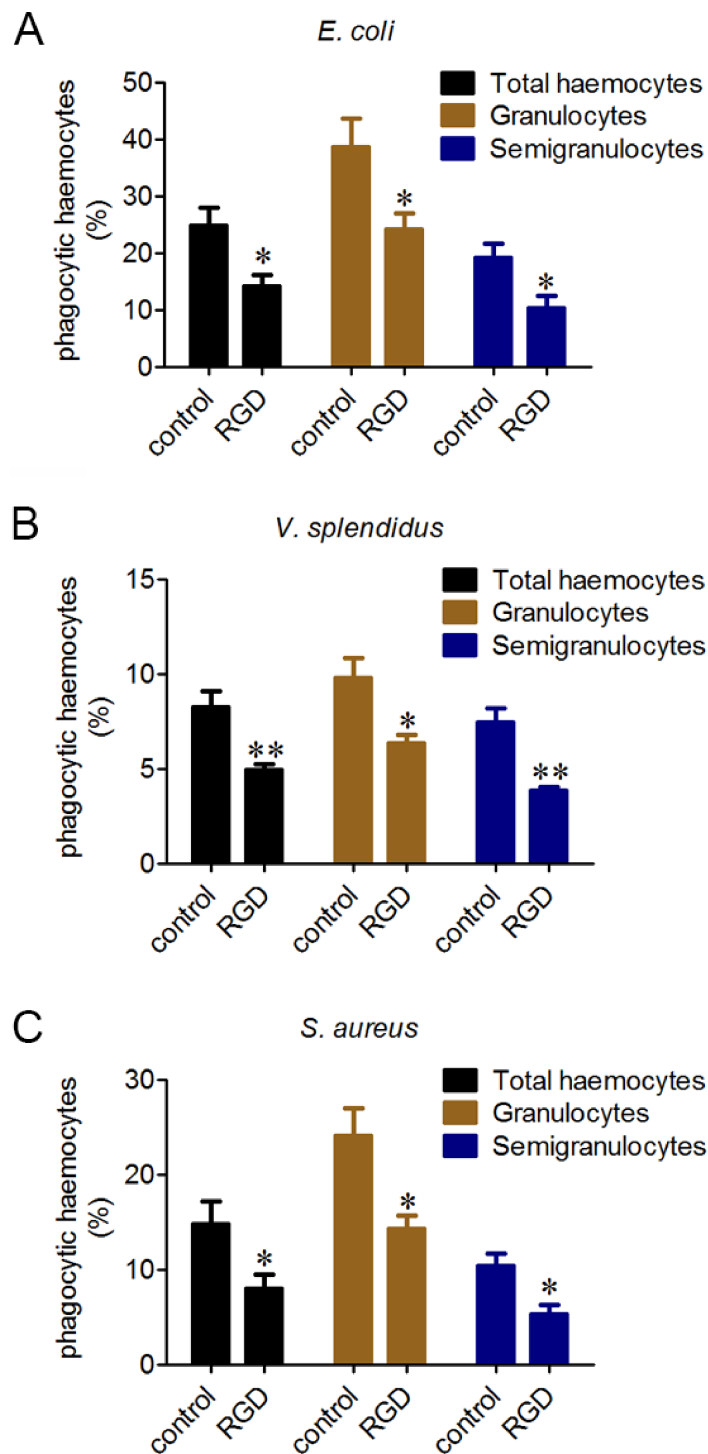 A
E. coli
phagocytic haemocytes
(%)
50
40
30
20
10
0
Total haemocytes
Granulocytes
Semigranulocytes
*
*
*
control
RGD
control
RGD
control
RGD
B
V. splendidus
phagocytic haemocytes
(%)
15
10
5
0
Total haemocytes
Granulocytes
Semigranulocytes
**
*
**
control
RGD
control
RGD
control
RGD
C
S. aureus
phagocytic haemocytes
(%)
30
20
10
0
Total haemocytes
Granulocytes
Semigranulocytes
*
*
*
control
RGD
control
RGD
control
RGD